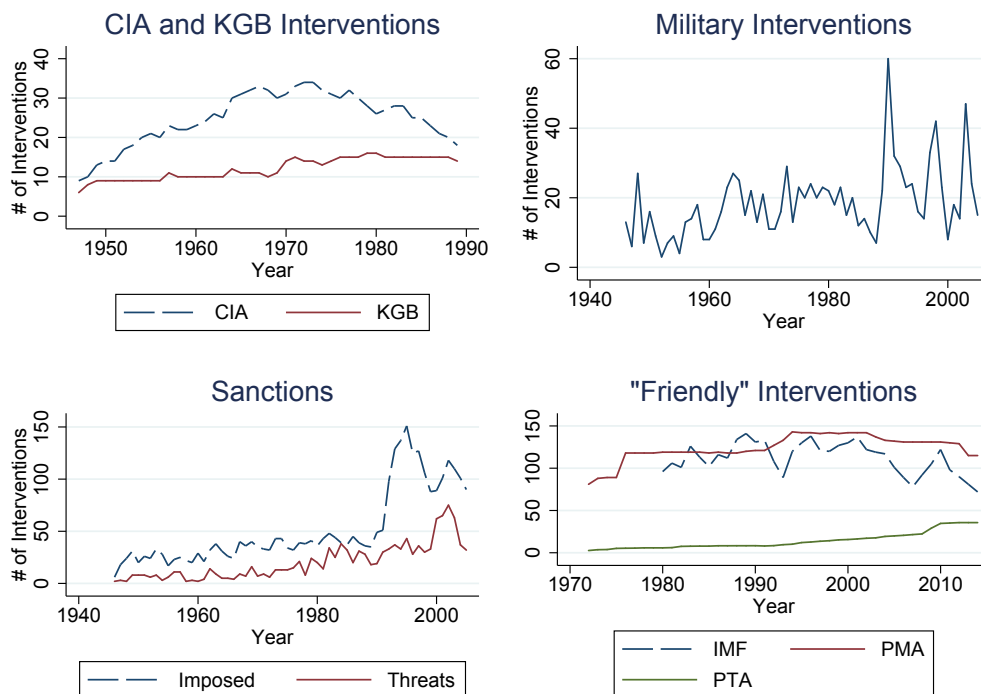 CIA and KGB Interventions
# of Interventions
40
30
20
10
0
1950
1960
1970
1980
1990
Year
CIA
KGB
Military Interventions
# of Interventions
60
40
20
0
1940
1960
1980
2000
Year
Sanctions
# of Interventions
150
100
50
0
1940
1960
1980
2000
Year
Imposed
Threats
"Friendly" Interventions
# of Interventions
150
100
50
0
1970
1980
1990
2000
2010
Year
IMF
PMA
PTA